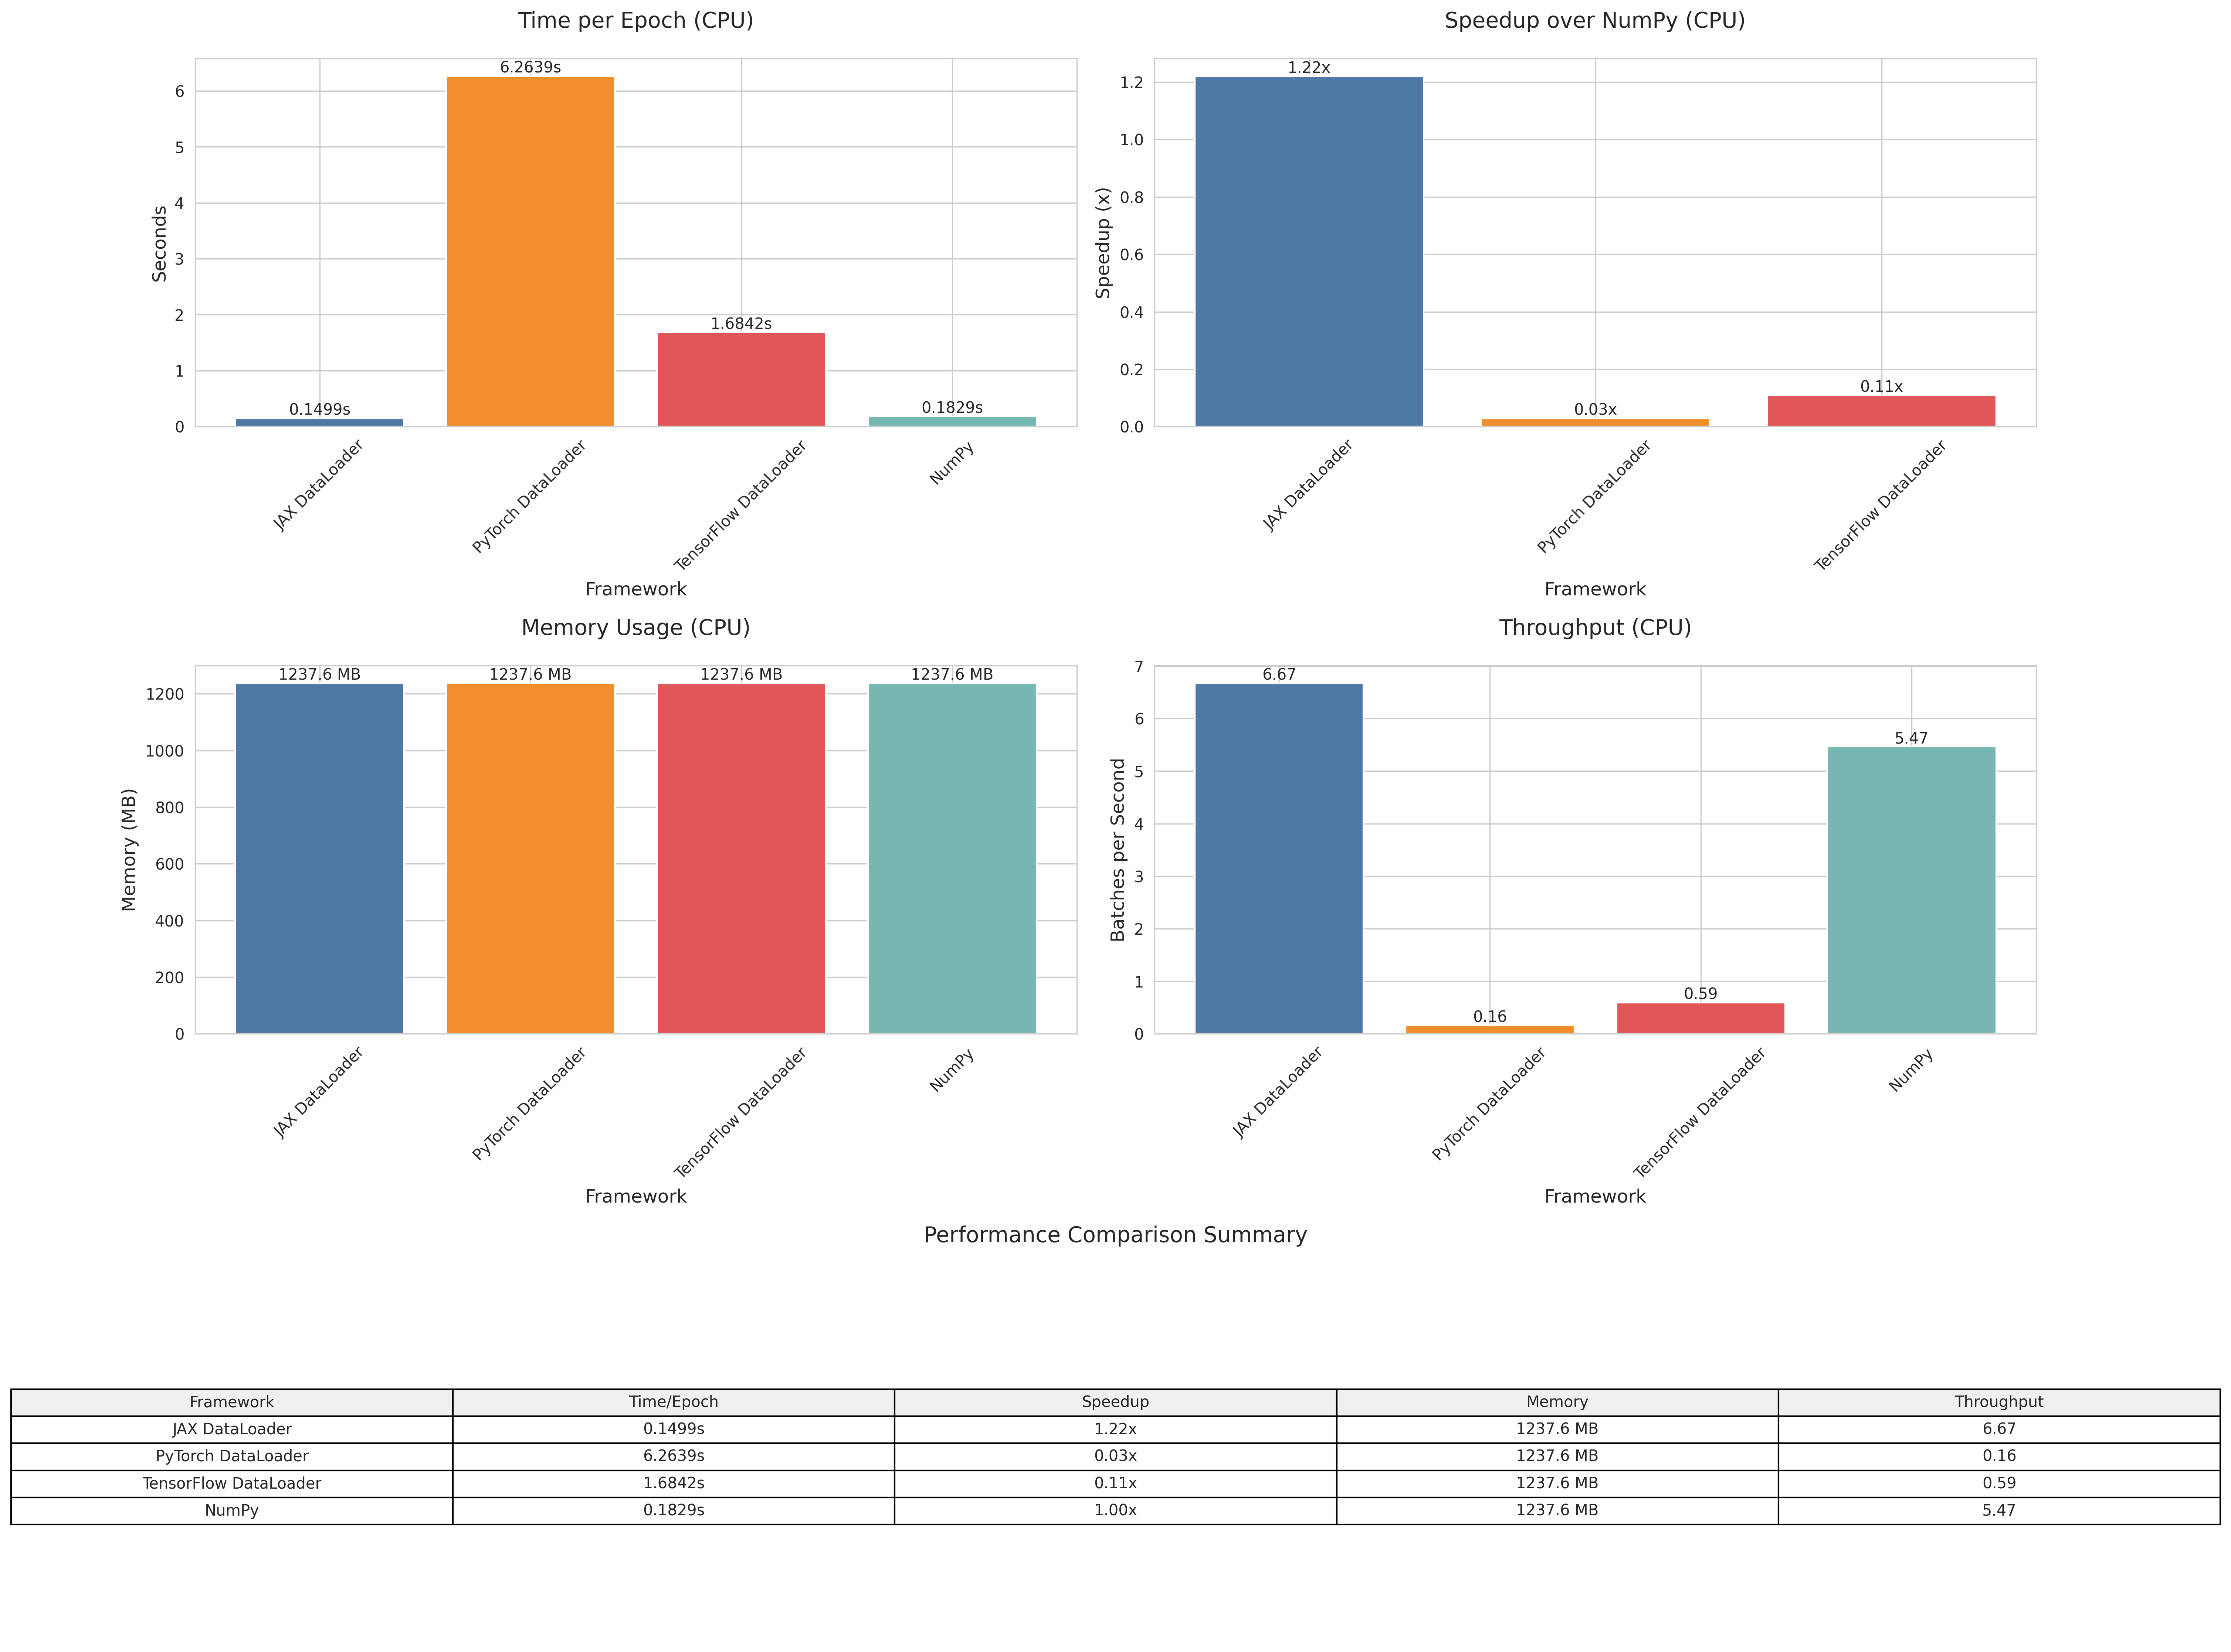 Time per Epoch (CPU)
Seconds
6
5
4
3
2
1
0
0.1499s
6.2639s
1.6842s
0.1829s
JAX DataLoader
PyTorch DataLoader
TensorFlow DataLoader
NumPy
Framework
Speedup over NumPy (CPU)
Speedup (x)
1.2
1.0
0.8
0.6
0.4
0.2
0.0
1.22x
0.03x
0.11x
JAX DataLoader
PyTorch DataLoader
TensorFlow DataLoader
Framework
Memory Usage (CPU)
Memory (MB)
1200
1000
800
600
400
200
0
1237.6 MB
1237.6 MB
1237.6 MB
1237.6 MB
JAX DataLoader
PyTorch DataLoader
TensorFlow DataLoader
NumPy
Framework
Throughput (CPU)
Batches per Second
7
6
5
4
3
2
1
0
6.67
0.16
0.59
5.47
JAX DataLoader
PyTorch DataLoader
TensorFlow DataLoader
NumPy
Framework
Performance Comparison Summary
Framework Time/Epoch Speedup Memory Throughput
JAX DataLoader 0.1499s 1.22x 1237.6 MB 6.67
PyTorch DataLoader 6.2639s 0.03x 1237.6 MB 0.16
TensorFlow DataLoader 1.6842s 0.11x 1237.6 MB 0.59
NumPy 0.1829s 1.00x 1237.6 MB 5.47